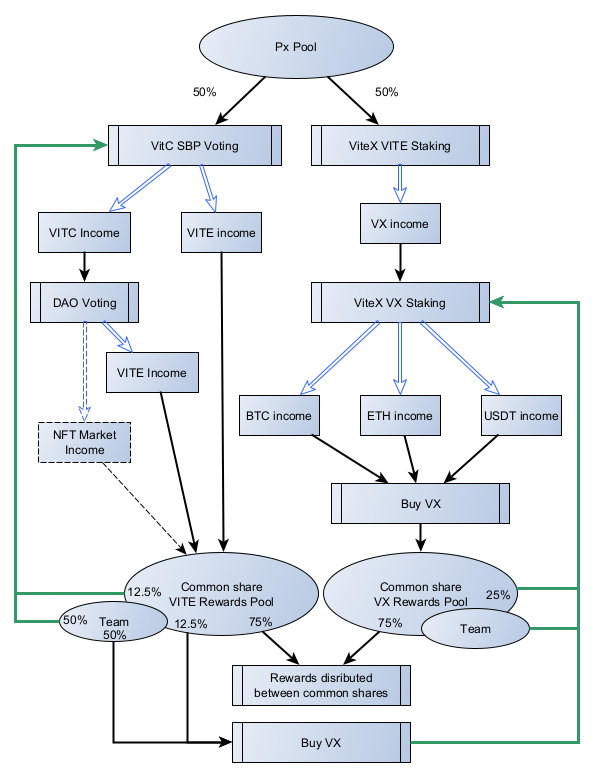 Px Pool
50%
50%
VitC SBP Voting
ViteX VITE Staking
VITC Income
VITE income
VX income
DAO Voting
ViteX VX Staking
VITE Income
BTC income
ETH income
USDT income
NFT Market
Income
Buy VX
Common share
VITE Rewards Pool
12.5%
Common share
VX Rewards Pool
25%
50%
Team
50%
12.5%
75%
75%
Team
Rewards disributed
between common shares
Buy VX